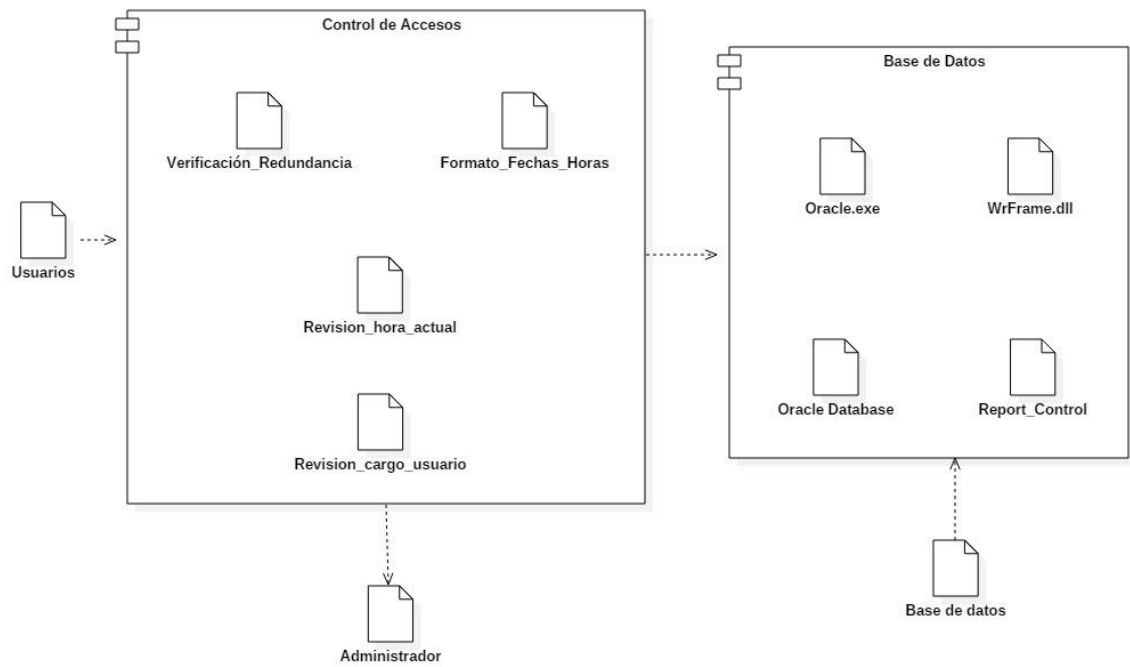 Control de Accesos
Verificación_Redundancia
Formato_Fechas_Horas
Usuarios
Revision_hora_actual
Revision_cargo_usuario
Administrador
Base de Datos
Oracle.exe
WrFrame.dll
Oracle Database
Report_Control
Base de datos